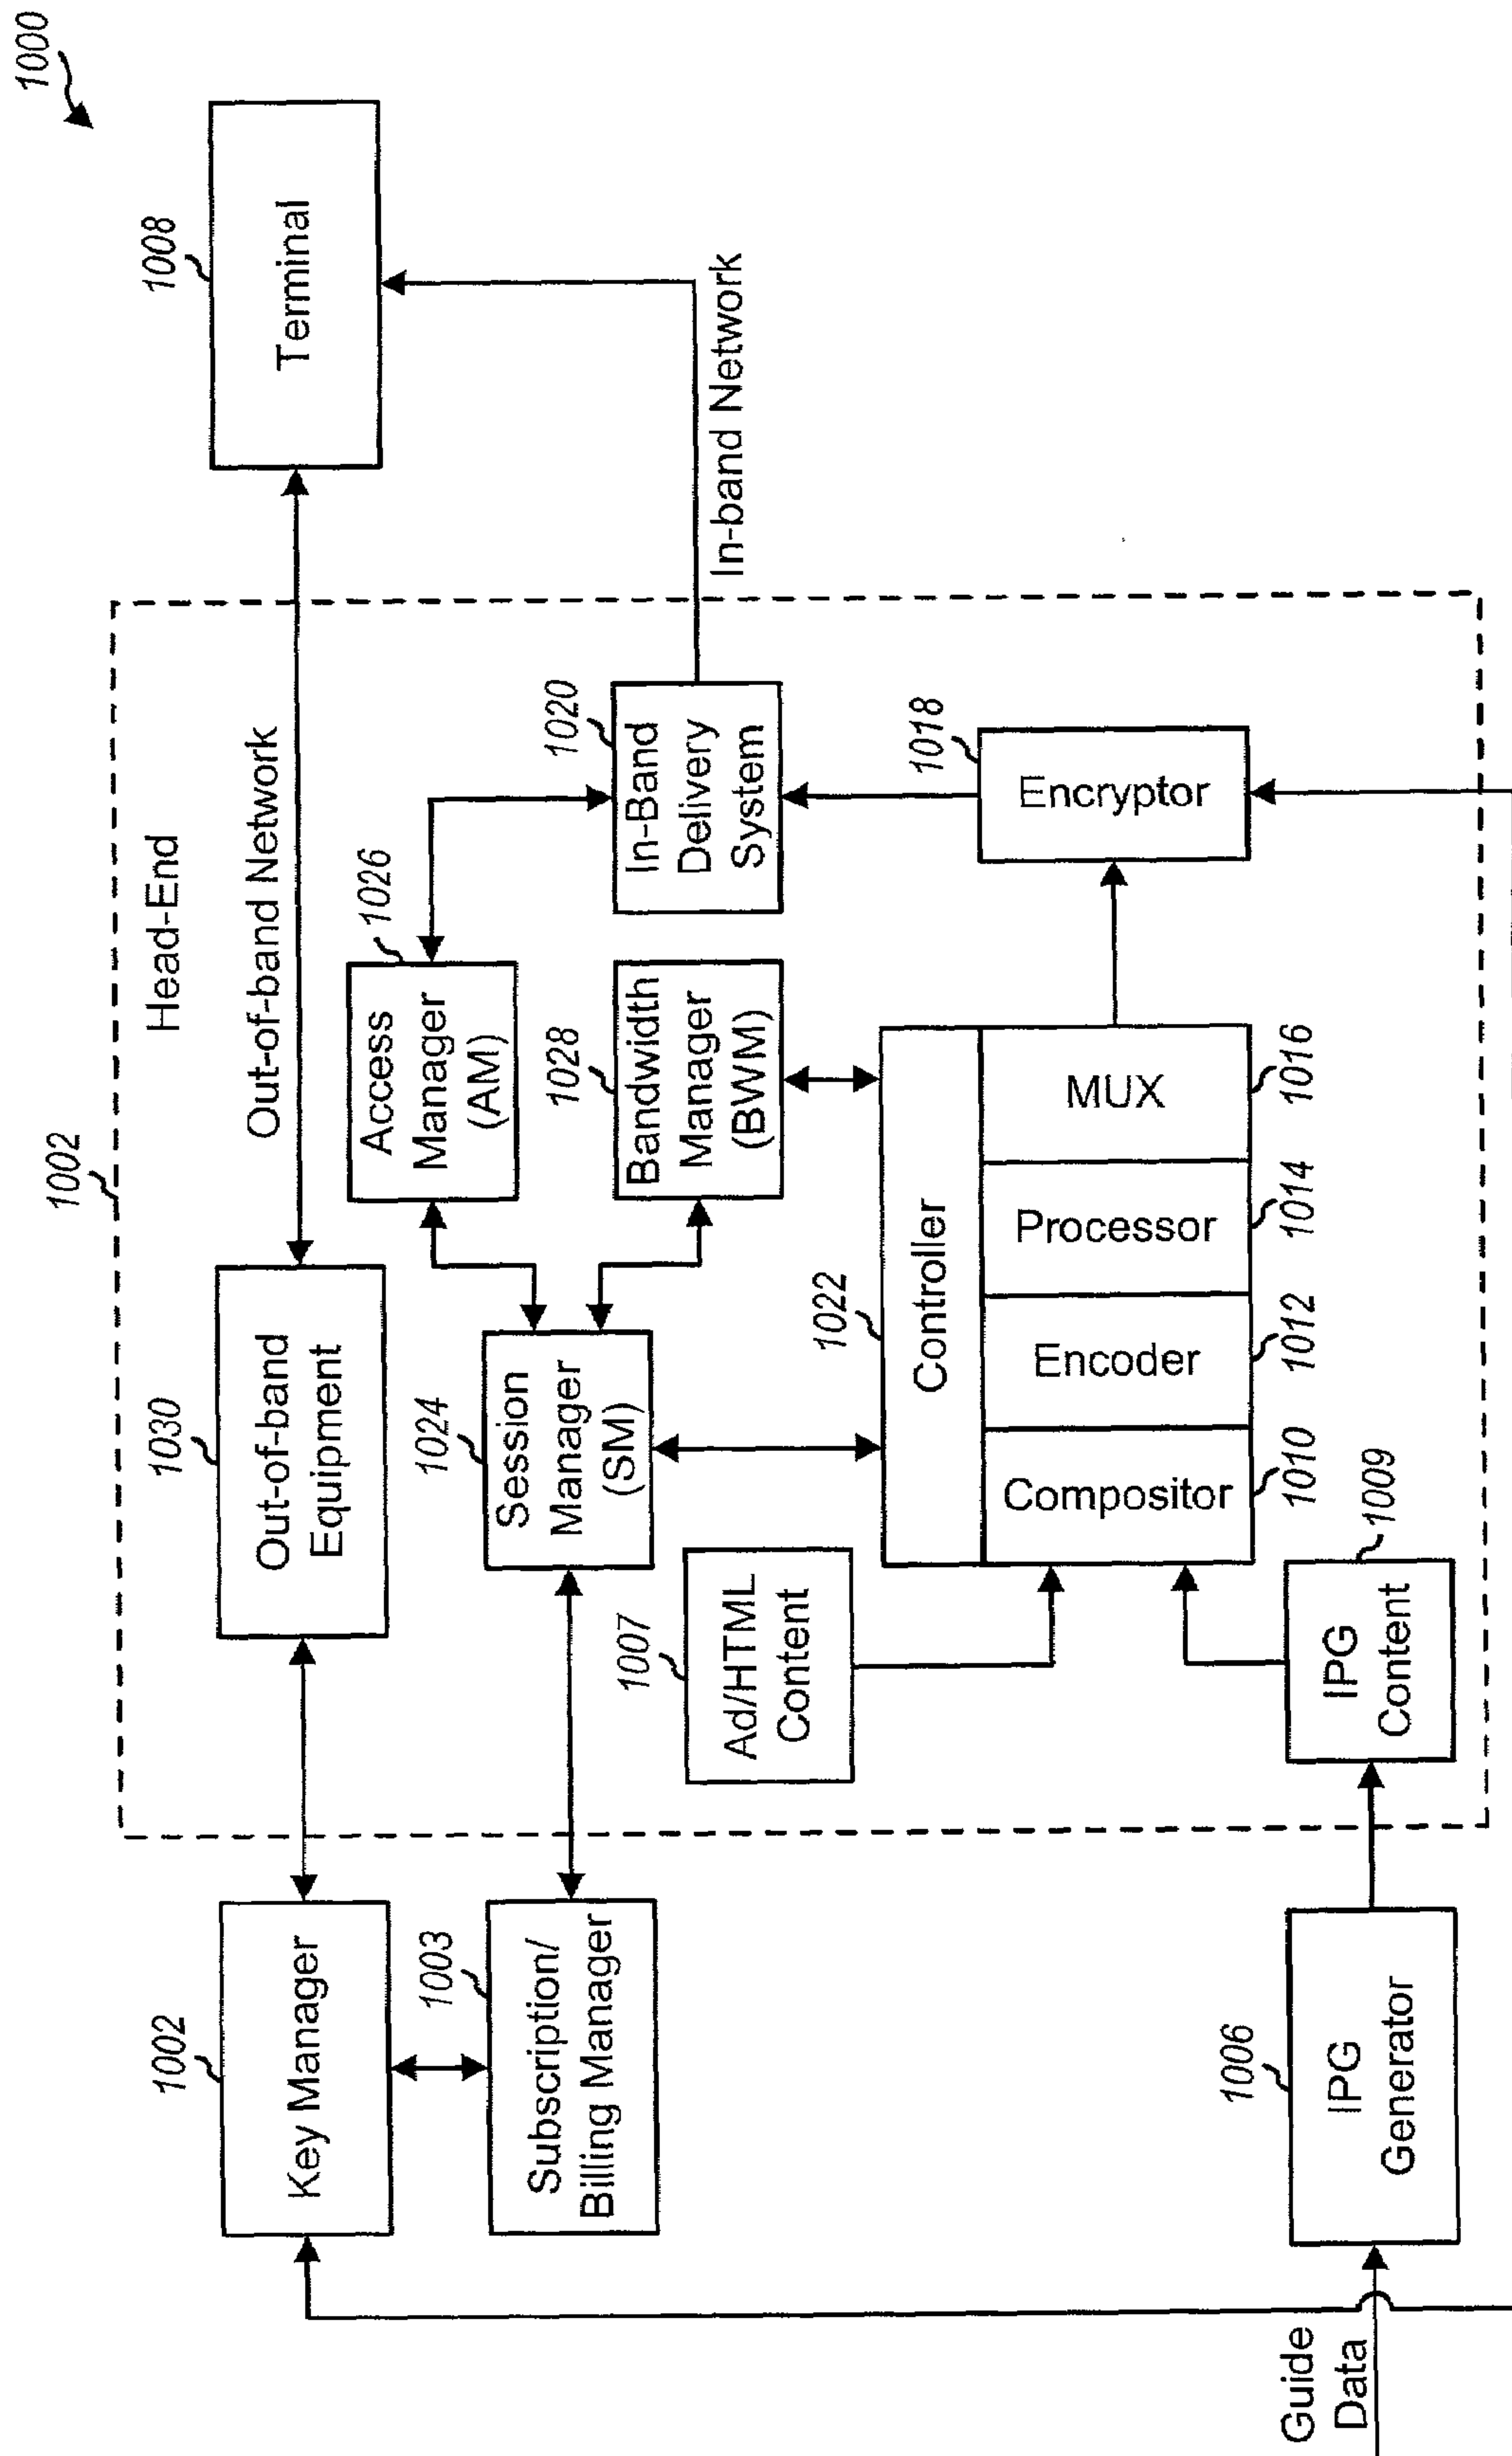 1000
1002
Head-End
1002
Key Manager
1030
Out-of-band
Equipment
Out-of-band Network
1008
Terminal
1003
Subscription/
Billing Manager
1024
Session
Manager
(SM)
1026
Access
Manager
(AM)
1028
Bandwidth
Manager
(BWM)
1020
In-Band
Delivery
System
In-band Network
1007
Ad/HTML
Content
1022
Controller
Compositor
Encoder
Processor
MUX
1010
1012
1014
1016
1018
Encryptor
Guide
Data
1006
IPG
Generator
1009
IPG
Content